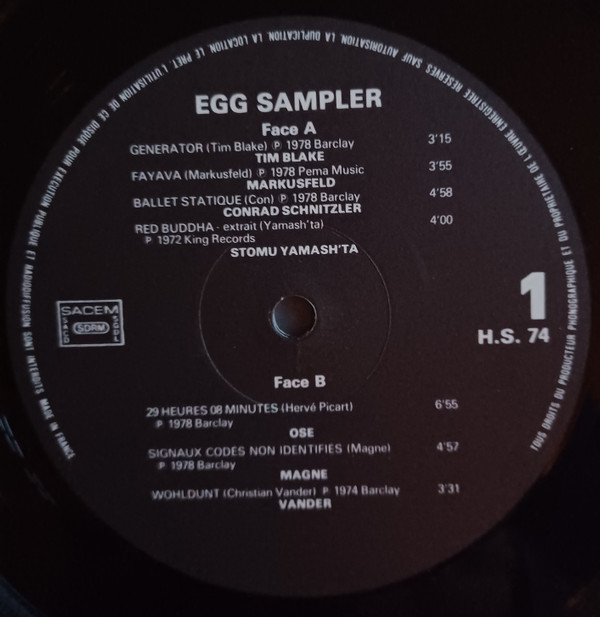 TOUS DROITS DU PRODUCTEUR PHONOGRAPHIQUE ET DU PROPRIETAIRE DE L'ŒUVRE ENREGISTREE RESERVES SAUF AUTORISATION, LA DUPLICATION, LA LOCATION, LE PRET, L'UTILISATION DE CE DISQUE POUR EXECUTION PUBLIQUE ET RADIODIFFUSION SONT INTERDITS MADE IN FRANCE
EGG SAMPLER
Face A
GENERATOR (Tim Blake) ℗ 1978 Barclay 3'15
TIM BLAKE
FAYAVA (Markusfeld) ℗ 1978 Pema Music 3'55
MARKUSFELD
BALLET STATIQUE (Con) ℗ 1978 Barclay 4'58
CONRAD SCHNITZLER
RED BUDDHA - extrait (Yamash'ta) 4'00
℗ 1972 King Records
STOMU YAMASH'TA
SACEM
SACD
SDRM
SGDL
1
H.S. 74
Face B
29 HEURES 08 MINUTES (Hervé Picart) 6'55
℗ 1978 Barclay
OSE
SIGNAUX CODES NON IDENTIFIES (Magne) 4'57
℗ 1978 Barclay
MAGNE
WOHLDUNT (Christian Vander) ℗ 1974 Barclay 3'31
VANDER